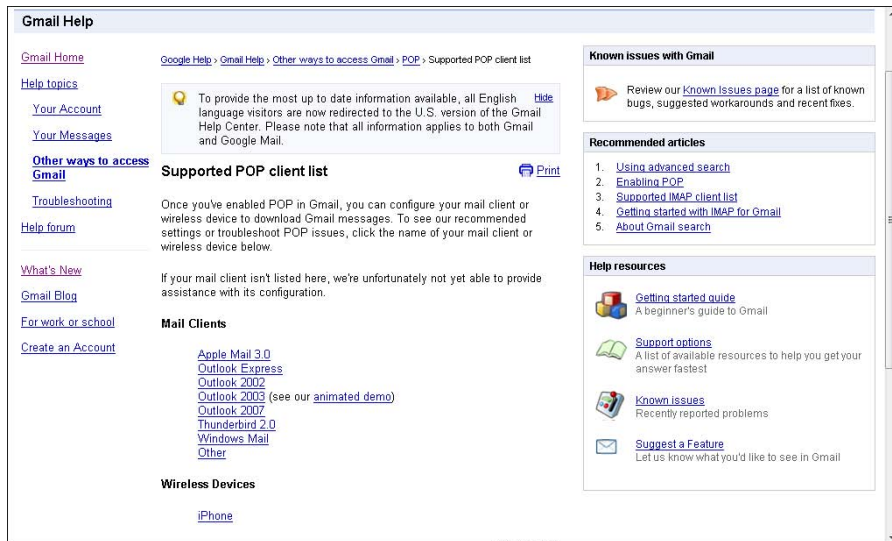 Gmail Help
Gmail Home
Help topics
Your Account
Your Messages
Other ways to access
Gmail
Troubleshooting
Help forum
What's New
Gmail Blog
For work or school
Create an Account
Google Help › Gmail Help › Other ways to access Gmail › POP › Supported POP client list
To provide the most up to date information available, all English
language visitors are now redirected to the U.S. version of the Gmail
Help Center. Please note that all information applies to both Gmail
and Google Mail.
Hide
Supported POP client list
Print
Once you've enabled POP in Gmail, you can configure your mail client or
wireless device to download Gmail messages. To see our recommended
settings or troubleshoot POP issues, click the name of your mail client or
wireless device below.
If your mail client isn't listed here, we're unfortunately not yet able to provide
assistance with its configuration.
Mail Clients
Apple Mail 3.0
Outlook Express
Outlook 2002
Outlook 2003 (see our animated demo)
Outlook 2007
Thunderbird 2.0
Windows Mail
Other
Wireless Devices
iPhone
Known issues with Gmail
Review our Known Issues page for a list of known
bugs, suggested workarounds and recent fixes.
Recommended articles
1. Using advanced search
2. Enabling POP
3. Supported IMAP client list
4. Getting started with IMAP for Gmail
5. About Gmail search
Help resources
Getting started guide
A beginner's guide to Gmail
Support options
A list of available resources to help you get your
answer fastest
Known issues
Recently reported problems
Suggest a Feature
Let us know what you'd like to see in Gmail